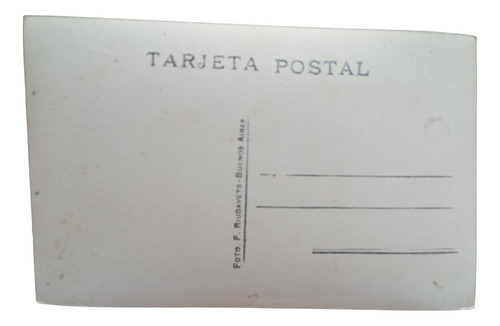 TARJETA POSTAL
FOTO F. RIUDAVETS - BUENOS AIRES